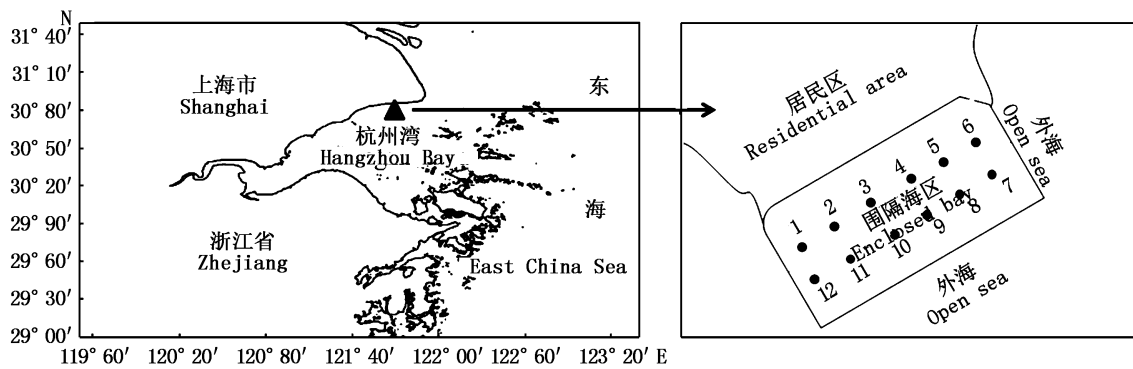 N
31° 40′
31° 10′
30° 80′
30° 50′
30° 20′
29° 90′
29° 60′
29° 30′
29° 00′
119° 60′
120° 20′
120° 80′
121° 40′
122° 00′
122° 60′
123° 20′ E
上海市
Shanghai
杭州湾
Hangzhou Bay
浙江省
Zhejiang
东
海
East China Sea
居民区
Residential area
外海
Open sea
围隔海区
Enclosed bay
1
2
3
4
5
6
7
8
9
10
11
12
外海
Open sea